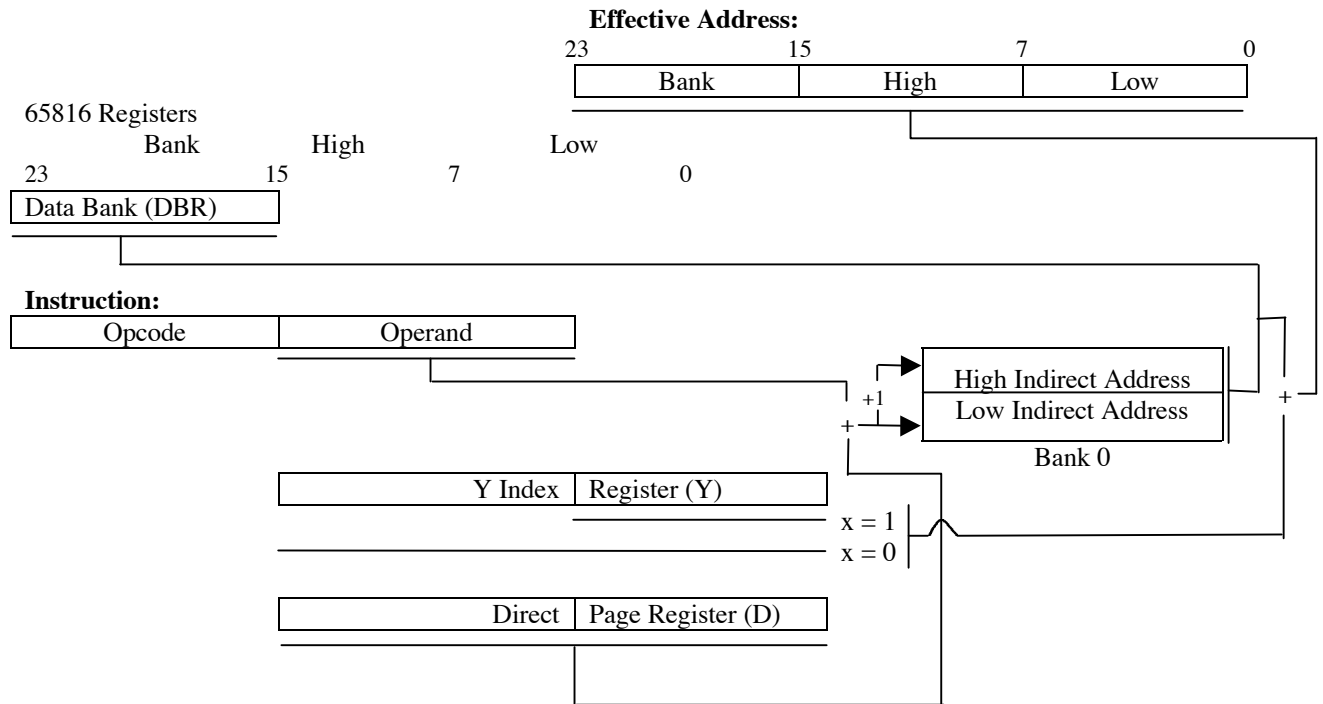 Effective Address:
23 15 7 0
Bank High Low
65816 Registers
Bank High Low
23 15 7 0
Data Bank (DBR)
Instruction:
Opcode Operand
High Indirect Address
+1
Low Indirect Address
+
+
Bank 0
Y Index Register (Y)
x = 1
x = 0
Direct Page Register (D)